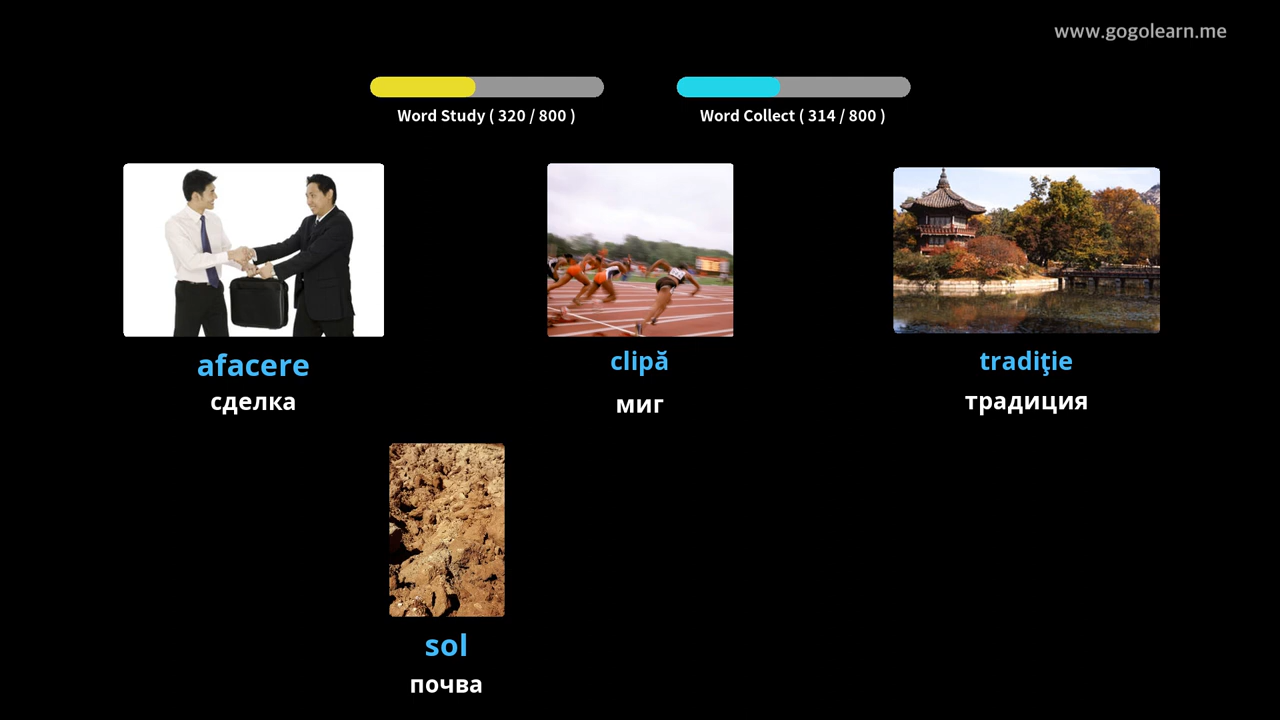 www.gogolearn.me
Word Study ( 320 / 800 )
Word Collect ( 314 / 800 )
afacere
clipă
tradiţie
сделка
миг
традиция
sol
почва